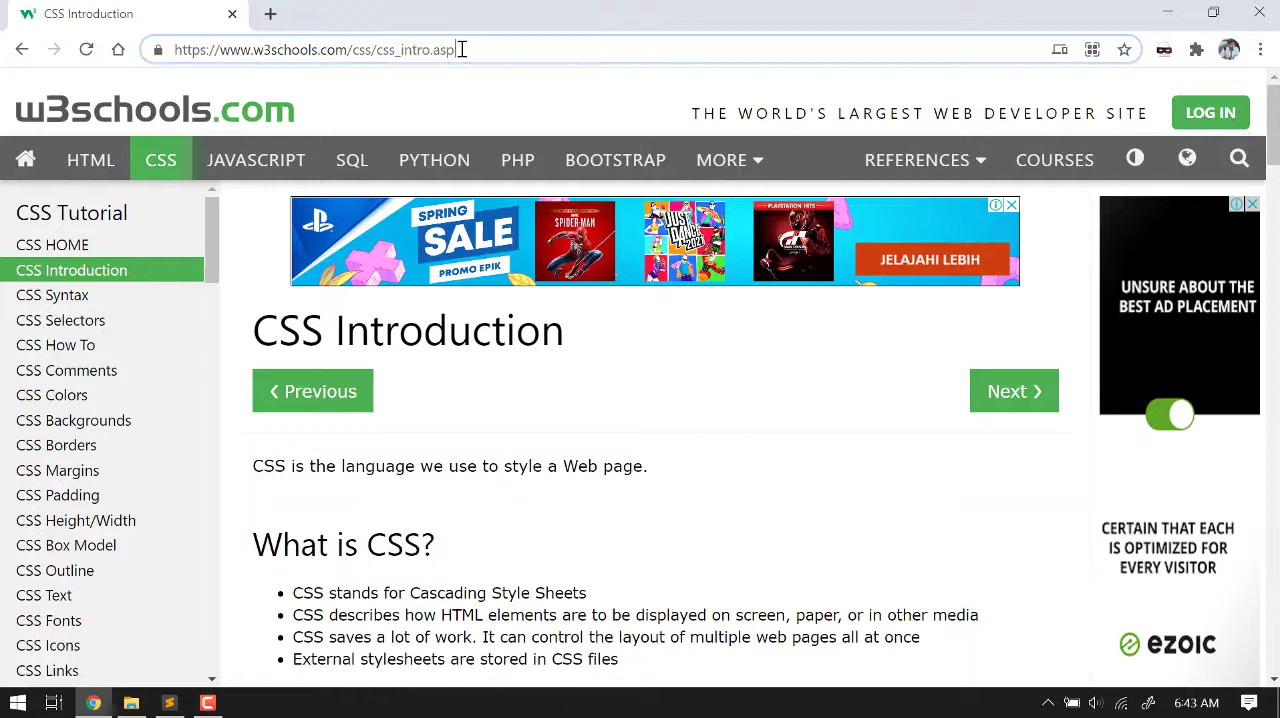 CSS Introduction
https://www.w3schools.com/css/css_intro.asp
w3schools.com
THE WORLD'S LARGEST WEB DEVELOPER SITE
LOG IN
HTML CSS JAVASCRIPT SQL PYTHON PHP BOOTSTRAP MORE REFERENCES COURSES
CSS Tutorial
CSS HOME
CSS Introduction
CSS Syntax
CSS Selectors
CSS How To
CSS Comments
CSS Colors
CSS Backgrounds
CSS Borders
CSS Margins
CSS Padding
CSS Height/Width
CSS Box Model
CSS Outline
CSS Text
CSS Fonts
CSS Icons
CSS Links
SPRING
SALE
PROMO EPIK
SPIDER-MAN
JUST
DANCE
2021
PLAYSTATION HITS
GT
JELAJAHI LEBIH
CSS Introduction
❮ Previous
Next ❯
CSS is the language we use to style a Web page.
What is CSS?
• CSS stands for Cascading Style Sheets
• CSS describes how HTML elements are to be displayed on screen, paper, or in other media
• CSS saves a lot of work. It can control the layout of multiple web pages all at once
• External stylesheets are stored in CSS files
UNSURE ABOUT THE
BEST AD PLACEMENT
CERTAIN THAT EACH
IS OPTIMIZED FOR
EVERY VISITOR
ezoic
6:43 AM